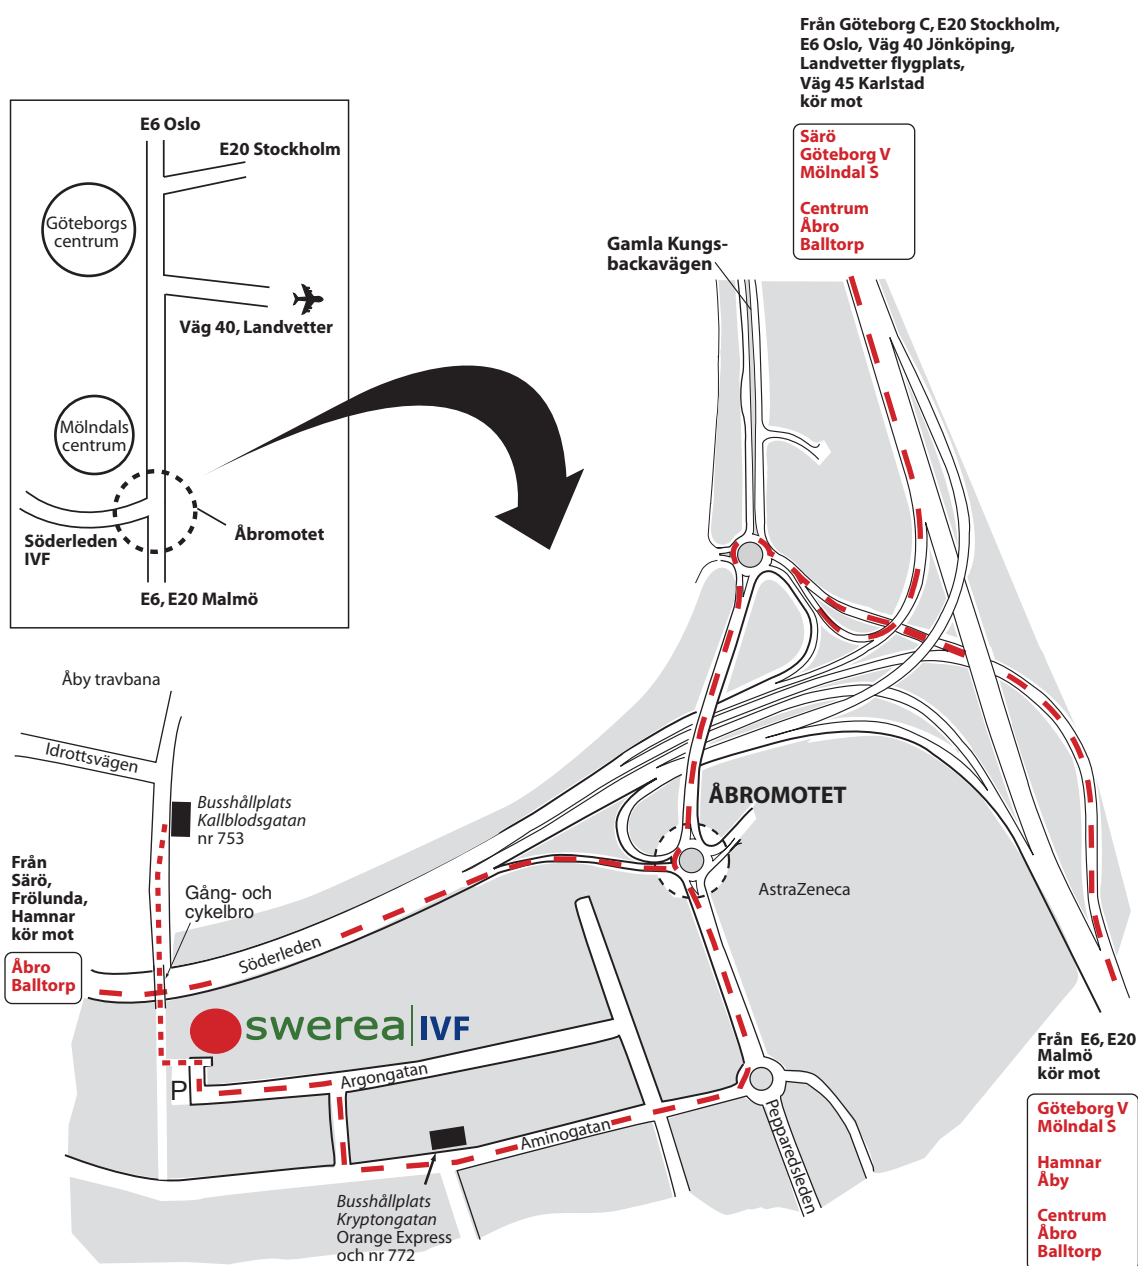 Från Göteborg C, E20 Stockholm,
E6 Oslo, Väg 40 Jönköping,
Landvetter flygplats,
Väg 45 Karlstad
kör mot
Särö
Göteborg V
Mölndal S
Centrum
Åbro
Balltorp
E6 Oslo
E20 Stockholm
Göteborgs
centrum
Väg 40, Landvetter
Mölndals
centrum
Söderleden
IVF
Åbromotet
E6, E20 Malmö
Gamla Kungs-
backavägen
Åby travbana
Idrottsvägen
Busshållplats
Kallblodsgatan
nr 753
ÅBROMOTET
AstraZeneca
Från
Särö,
Frölunda,
Hamnar
kör mot
Åbro
Balltorp
Gång- och
cykelbro
Söderleden
swerea IVF
P
Argongatan
Aminogatan
Pepparedsleden
Busshållplats
Kryptongatan
Orange Express
och nr 772
Från E6, E20
Malmö
kör mot
Göteborg V
Mölndal S
Hamnar
Åby
Centrum
Åbro
Balltorp